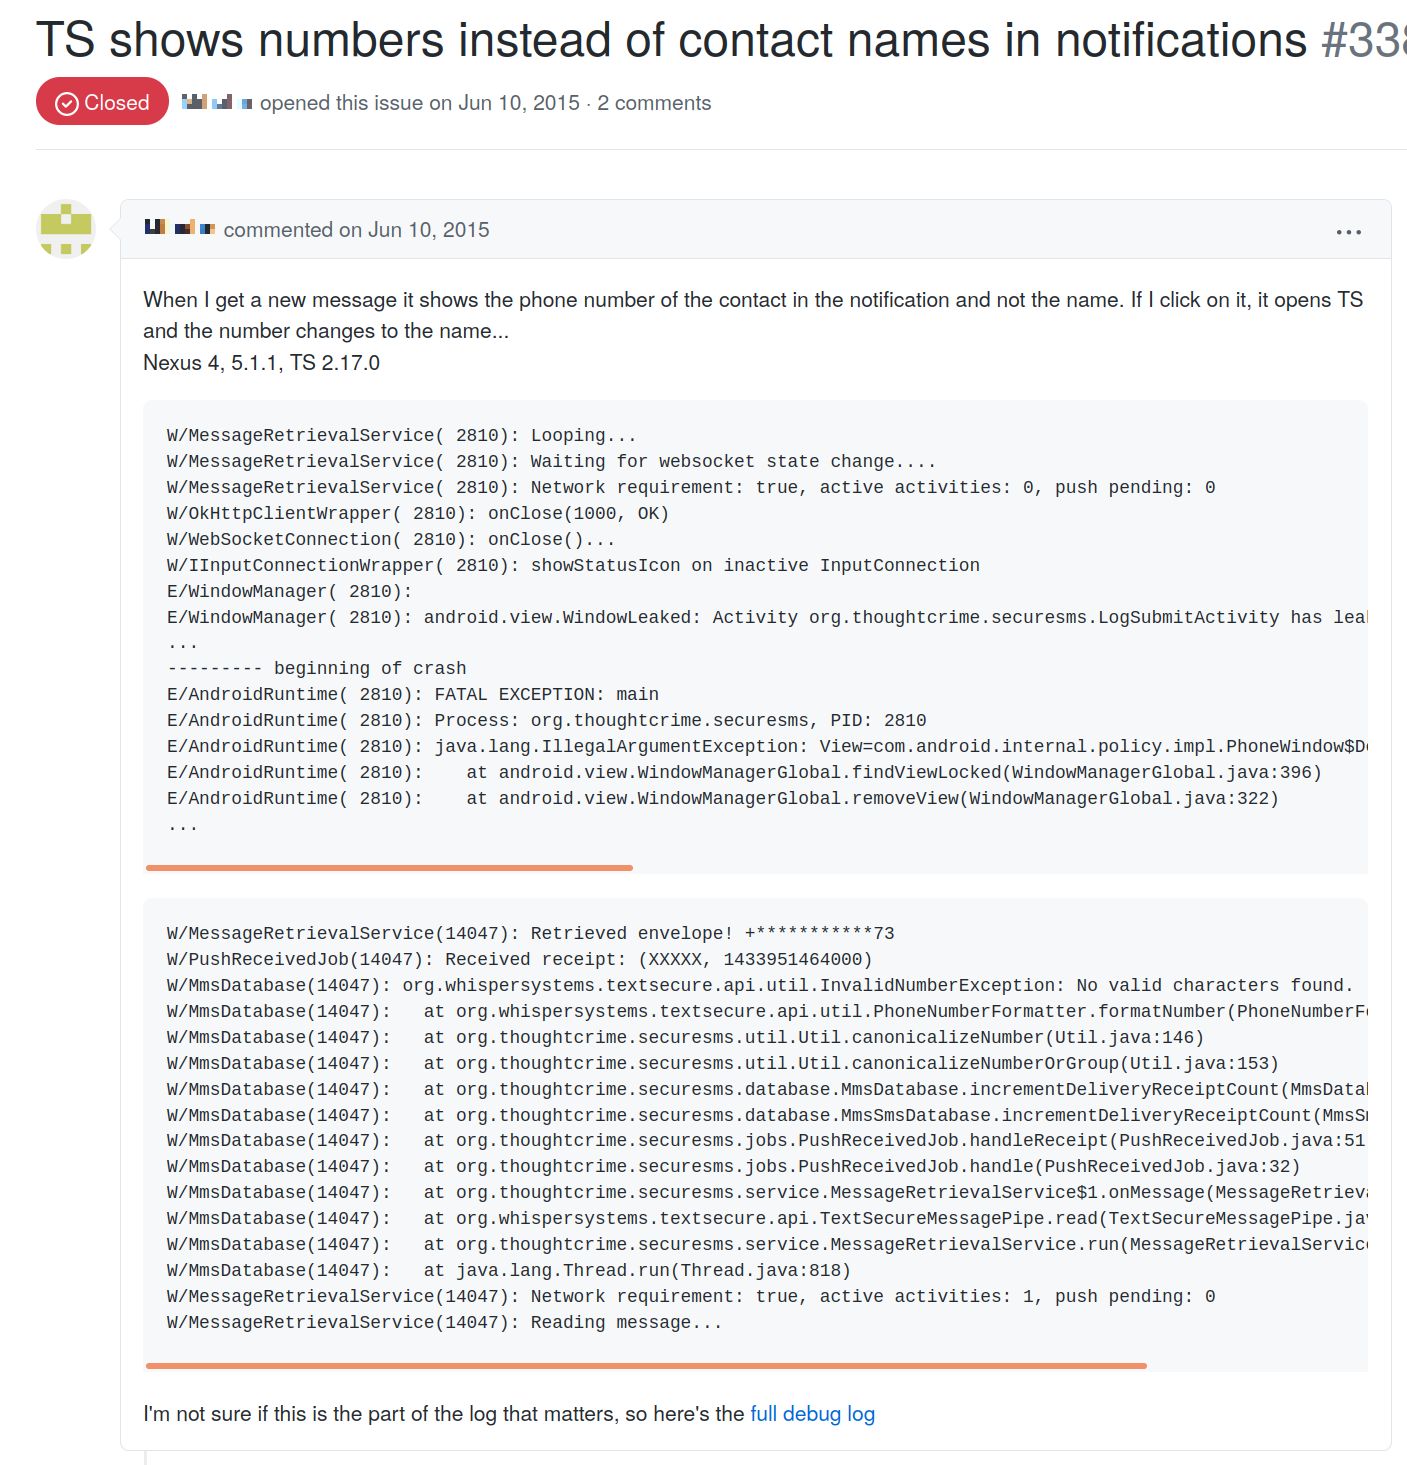 TS shows numbers instead of contact names in notifications #338
Closed opened this issue on Jun 10, 2015 · 2 comments
commented on Jun 10, 2015
When I get a new message it shows the phone number of the contact in the notification and not the name. If I click on it, it opens TS
and the number changes to the name...
Nexus 4, 5.1.1, TS 2.17.0
W/MessageRetrievalService( 2810): Looping...
W/MessageRetrievalService( 2810): Waiting for websocket state change....
W/MessageRetrievalService( 2810): Network requirement: true, active activities: 0, push pending: 0
W/OkHttpClientWrapper( 2810): onClose(1000, OK)
W/WebSocketConnection( 2810): onClose()...
W/IInputConnectionWrapper( 2810): showStatusIcon on inactive InputConnection
E/WindowManager( 2810):
E/WindowManager( 2810): android.view.WindowLeaked: Activity org.thoughtcrime.securesms.LogSubmitActivity has lea
...
--------- beginning of crash
E/AndroidRuntime( 2810): FATAL EXCEPTION: main
E/AndroidRuntime( 2810): Process: org.thoughtcrime.securesms, PID: 2810
E/AndroidRuntime( 2810): java.lang.IllegalArgumentException: View=com.android.internal.policy.impl.PhoneWindow$D
E/AndroidRuntime( 2810):    at android.view.WindowManagerGlobal.findViewLocked(WindowManagerGlobal.java:396)
E/AndroidRuntime( 2810):    at android.view.WindowManagerGlobal.removeView(WindowManagerGlobal.java:322)
...
W/MessageRetrievalService(14047): Retrieved envelope! +***********73
W/PushReceivedJob(14047): Received receipt: (XXXXX, 1433951464000)
W/MmsDatabase(14047): org.whispersystems.textsecure.api.util.InvalidNumberException: No valid characters found.
W/MmsDatabase(14047):   at org.whispersystems.textsecure.api.util.PhoneNumberFormatter.formatNumber(PhoneNumberF
W/MmsDatabase(14047):   at org.thoughtcrime.securesms.util.Util.canonicalizeNumber(Util.java:146)
W/MmsDatabase(14047):   at org.thoughtcrime.securesms.util.Util.canonicalizeNumberOrGroup(Util.java:153)
W/MmsDatabase(14047):   at org.thoughtcrime.securesms.database.MmsDatabase.incrementDeliveryReceiptCount(MmsData
W/MmsDatabase(14047):   at org.thoughtcrime.securesms.database.MmsSmsDatabase.incrementDeliveryReceiptCount(MmsS
W/MmsDatabase(14047):   at org.thoughtcrime.securesms.jobs.PushReceivedJob.handleReceipt(PushReceivedJob.java:51
W/MmsDatabase(14047):   at org.thoughtcrime.securesms.jobs.PushReceivedJob.handle(PushReceivedJob.java:32)
W/MmsDatabase(14047):   at org.thoughtcrime.securesms.service.MessageRetrievalService$1.onMessage(MessageRetriev
W/MmsDatabase(14047):   at org.whispersystems.textsecure.api.TextSecureMessagePipe.read(TextSecureMessagePipe.ja
W/MmsDatabase(14047):   at org.thoughtcrime.securesms.service.MessageRetrievalService.run(MessageRetrievalServic
W/MmsDatabase(14047):   at java.lang.Thread.run(Thread.java:818)
W/MessageRetrievalService(14047): Network requirement: true, active activities: 1, push pending: 0
W/MessageRetrievalService(14047): Reading message...
I'm not sure if this is the part of the log that matters, so here's the full debug log